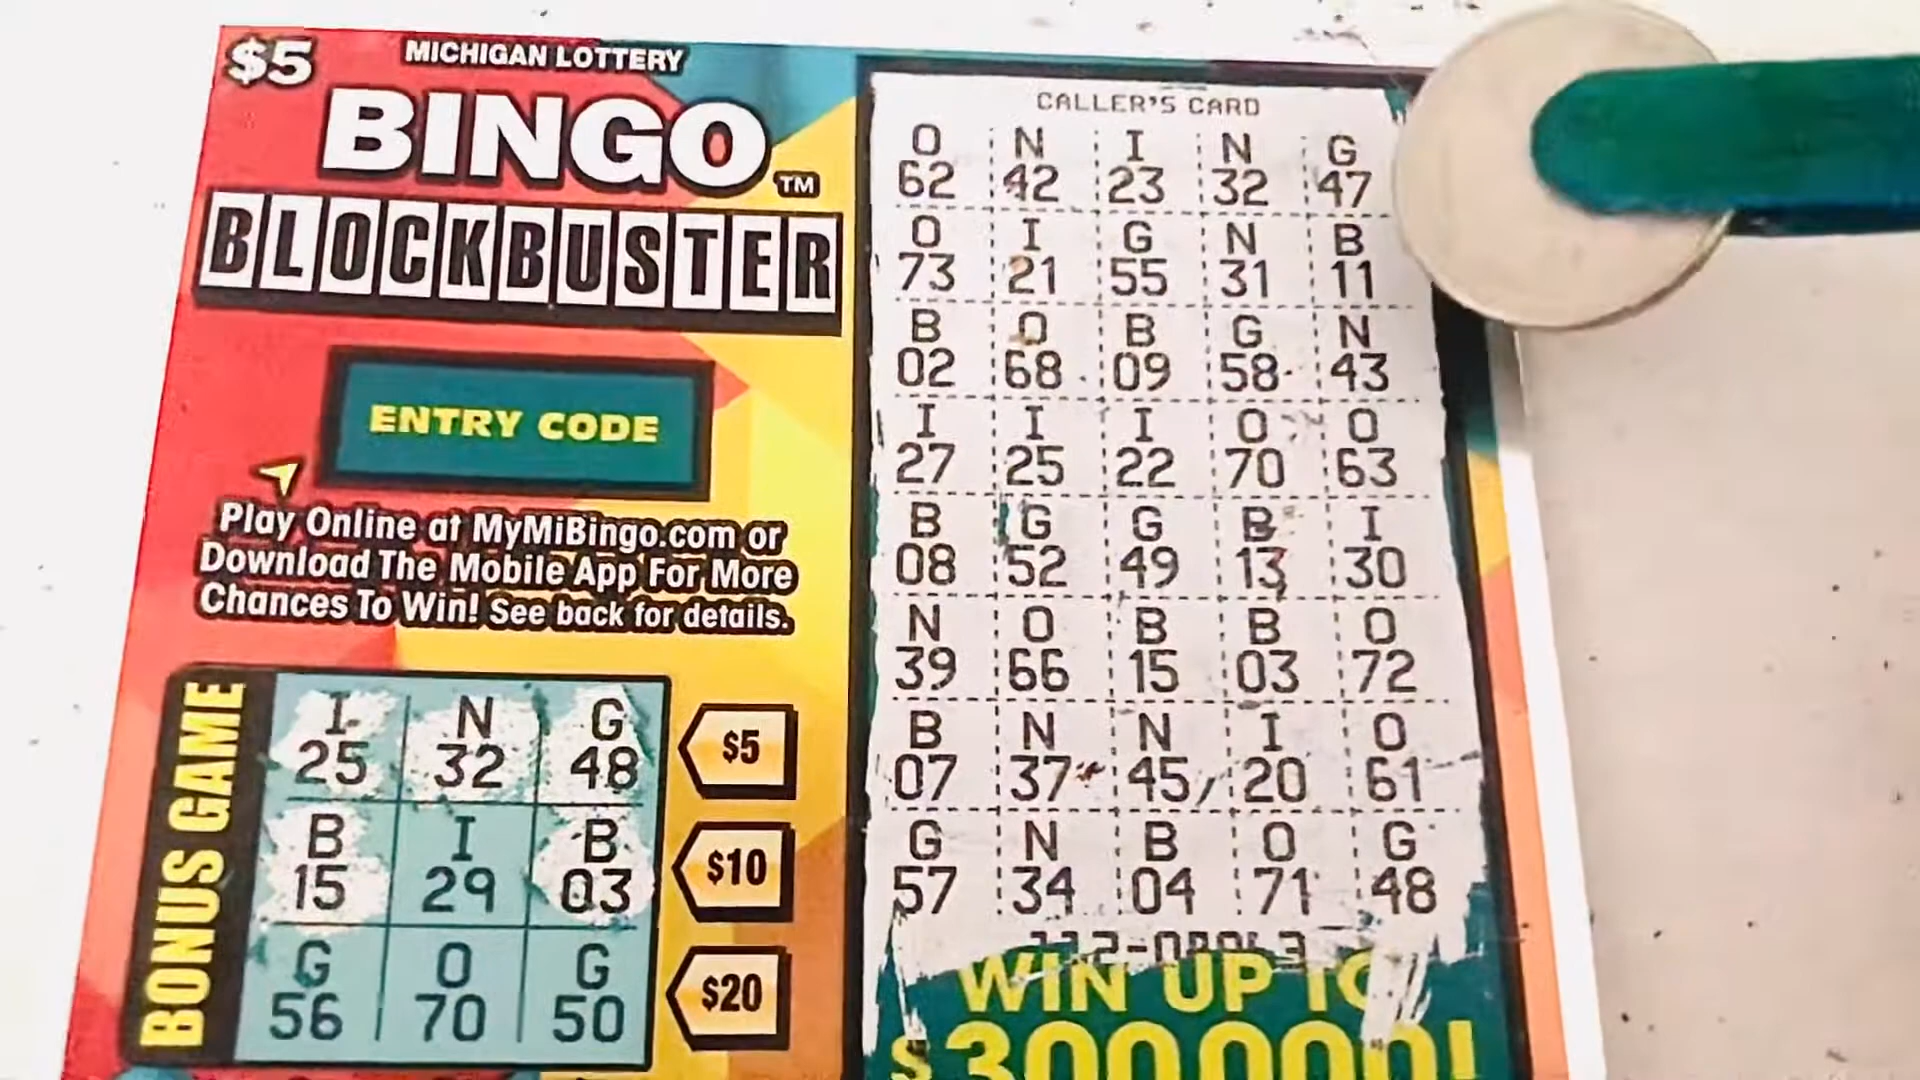 $5
MICHIGAN LOTTERY
BINGO™
BLOCKBUSTER
ENTRY CODE
Play Online at MyMiBingo.com or
Download The Mobile App For More
Chances To Win! See back for details.
BONUS GAME
I N G
25 32 48
$5
B I B
15 29 03
$10
G O G
56 70 50
$20
CALLER'S CARD
O N I N G
62 42 23 32 47
O I G N B
73 21 55 31 11
B O B G N
02 68 09 58 43
I I I O O
27 25 22 70 63
B G G B I
08 52 49 13 30
N O B B O
39 66 15 03 72
B N N I O
07 37 45 20 61
G N B O G
57 34 04 71 48
WIN UP TO
$300,000!